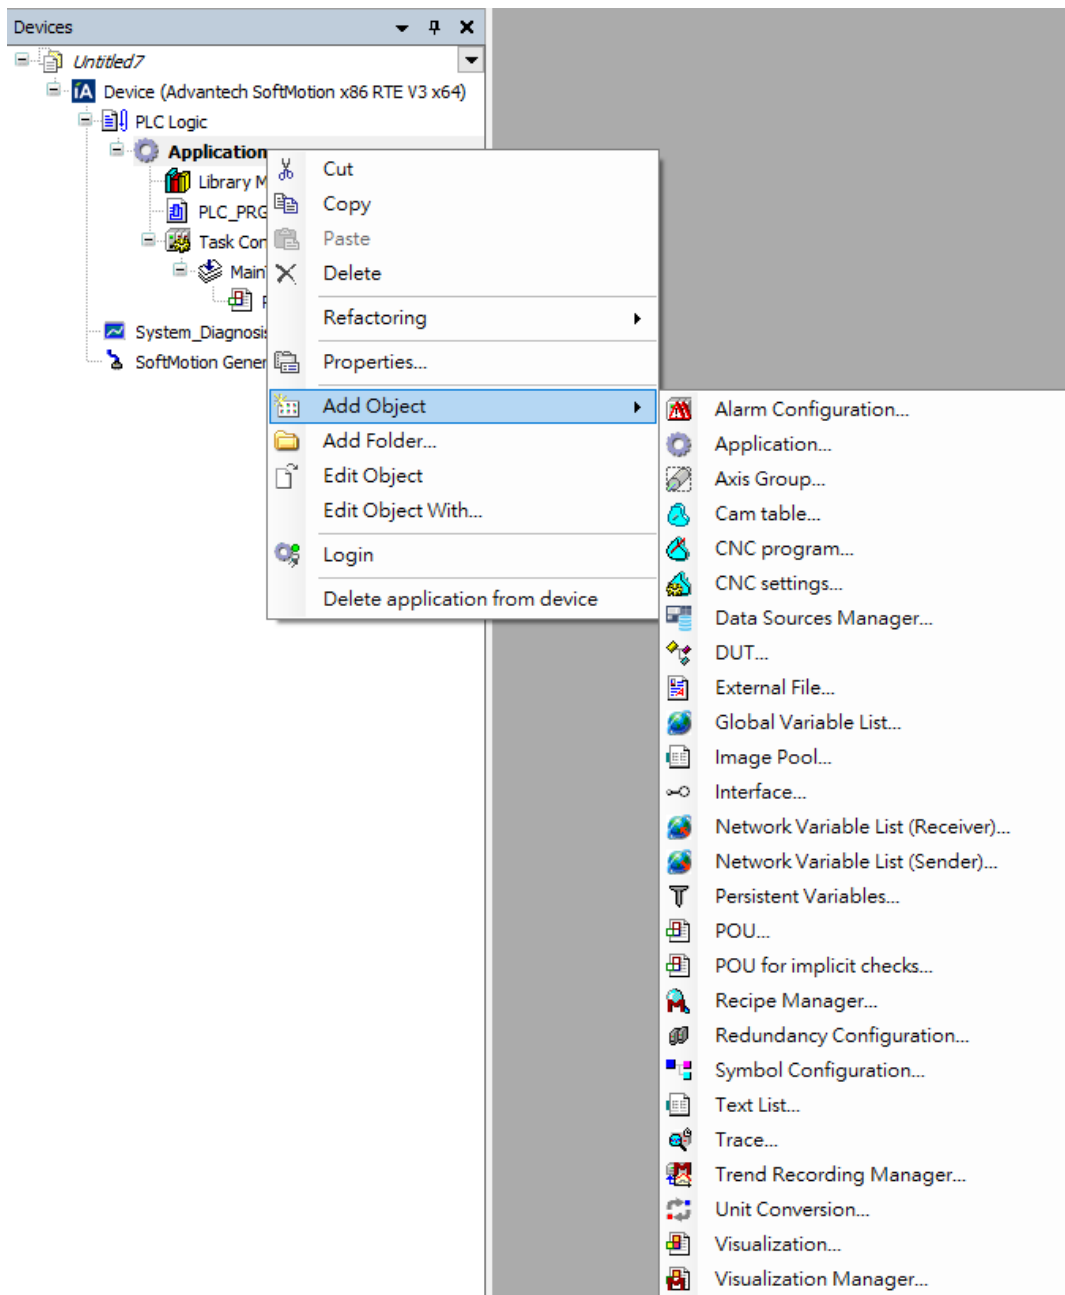 Devices
Untitled7
Device (Advantech SoftMotion x86 RTE V3 x64)
PLC Logic
Application
Library M
PLC_PRG
Task Con
Main
System_Diagnosis
SoftMotion Gener
Cut
Copy
Paste
Delete
Refactoring
Properties...
Add Object
Add Folder...
Edit Object
Edit Object With...
Login
Delete application from device
Alarm Configuration...
Application...
Axis Group...
Cam table...
CNC program...
CNC settings...
Data Sources Manager...
DUT...
External File...
Global Variable List...
Image Pool...
Interface...
Network Variable List (Receiver)...
Network Variable List (Sender)...
Persistent Variables...
POU...
POU for implicit checks...
Recipe Manager...
Redundancy Configuration...
Symbol Configuration...
Text List...
Trace...
Trend Recording Manager...
Unit Conversion...
Visualization...
Visualization Manager...